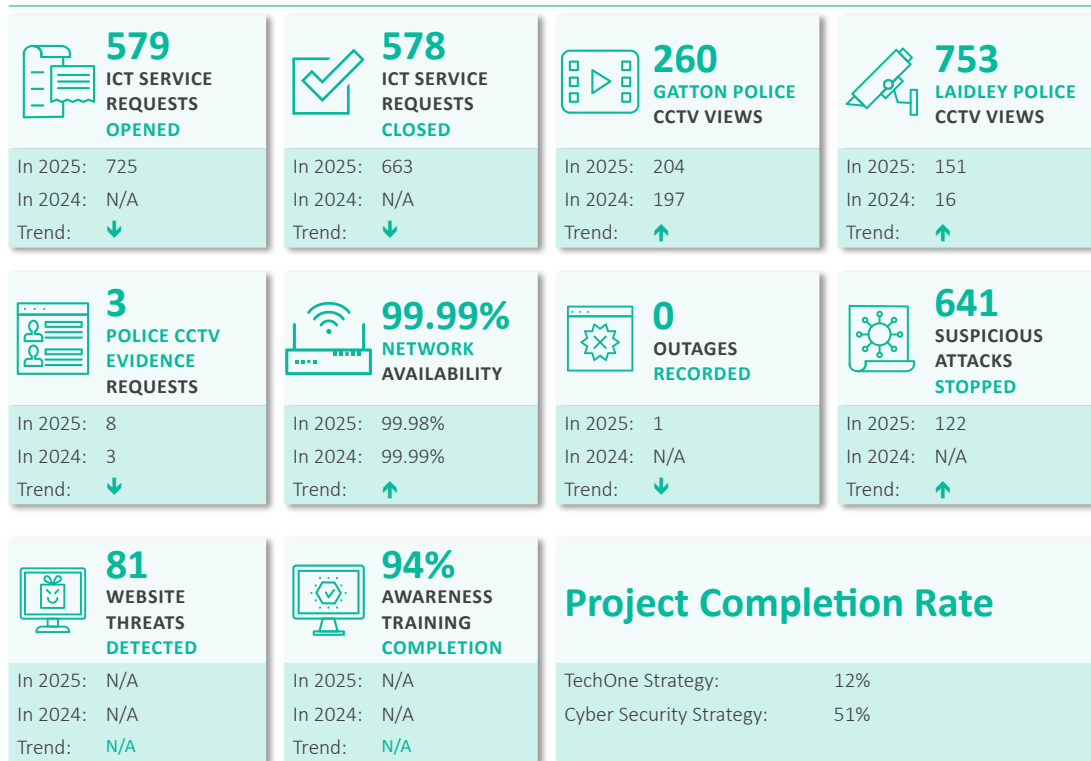 579
ICT SERVICE
REQUESTS
OPENED
In 2025: 725
In 2024: N/A
Trend:
578
ICT SERVICE
REQUESTS
CLOSED
In 2025: 663
In 2024: N/A
Trend:
260
GATTON POLICE
CCTV VIEWS
In 2025: 204
In 2024: 197
Trend:
753
LAIDLEY POLICE
CCTV VIEWS
In 2025: 151
In 2024: 16
Trend:
3
POLICE CCTV
EVIDENCE
REQUESTS
In 2025: 8
In 2024: 3
Trend:
99.99%
NETWORK
AVAILABILITY
In 2025: 99.98%
In 2024: 99.99%
Trend:
0
OUTAGES
RECORDED
In 2025: 1
In 2024: N/A
Trend:
641
SUSPICIOUS
ATTACKS
STOPPED
In 2025: 122
In 2024: N/A
Trend:
81
WEBSITE
THREATS
DETECTED
In 2025: N/A
In 2024: N/A
Trend: N/A
94%
AWARENESS
TRAINING
COMPLETION
In 2025: N/A
In 2024: N/A
Trend: N/A
Project Completion Rate
TechOne Strategy: 12%
Cyber Security Strategy: 51%